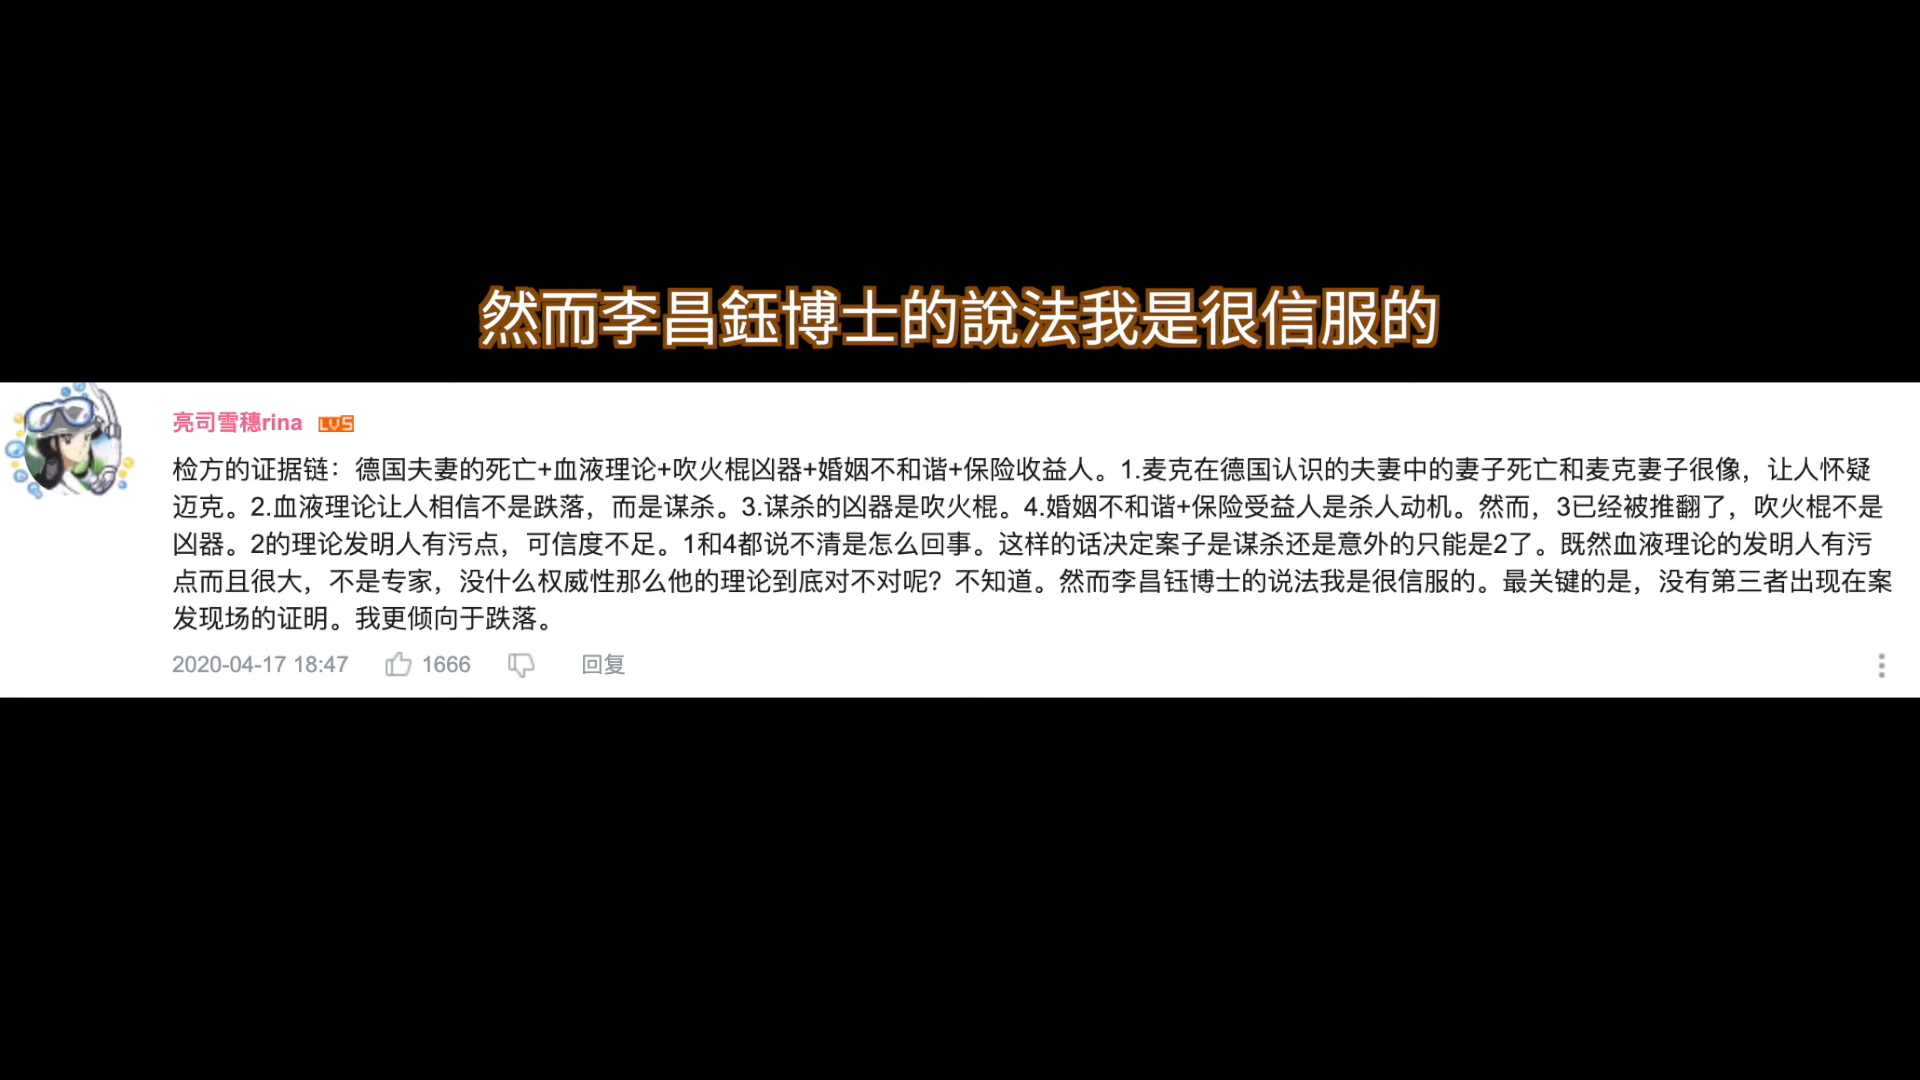 然而李昌鈺博士的說法我是很信服的
亮司雪穗rina LV5
检方的证据链：德国夫妻的死亡+血液理论+吹火棍凶器+婚姻不和谐+保险收益人。1.麦克在德国认识的夫妻中的妻子死亡和麦克妻子很像，让人怀疑
迈克。2.血液理论让人相信不是跌落，而是谋杀。3.谋杀的凶器是吹火棍。4.婚姻不和谐+保险受益人是杀人动机。然而，3已经被推翻了，吹火棍不是
凶器。2的理论发明人有污点，可信度不足。1和4都说不清是怎么回事。这样的话决定案子是谋杀还是意外的只能是2了。既然血液理论的发明人有污
点而且很大，不是专家，没什么权威性那么他的理论到底对不对呢？不知道。然而李昌钰博士的说法我是很信服的。最关键的是，没有第三者出现在案
发现场的证明。我更倾向于跌落。
2020-04-17 18:47 1666 回复